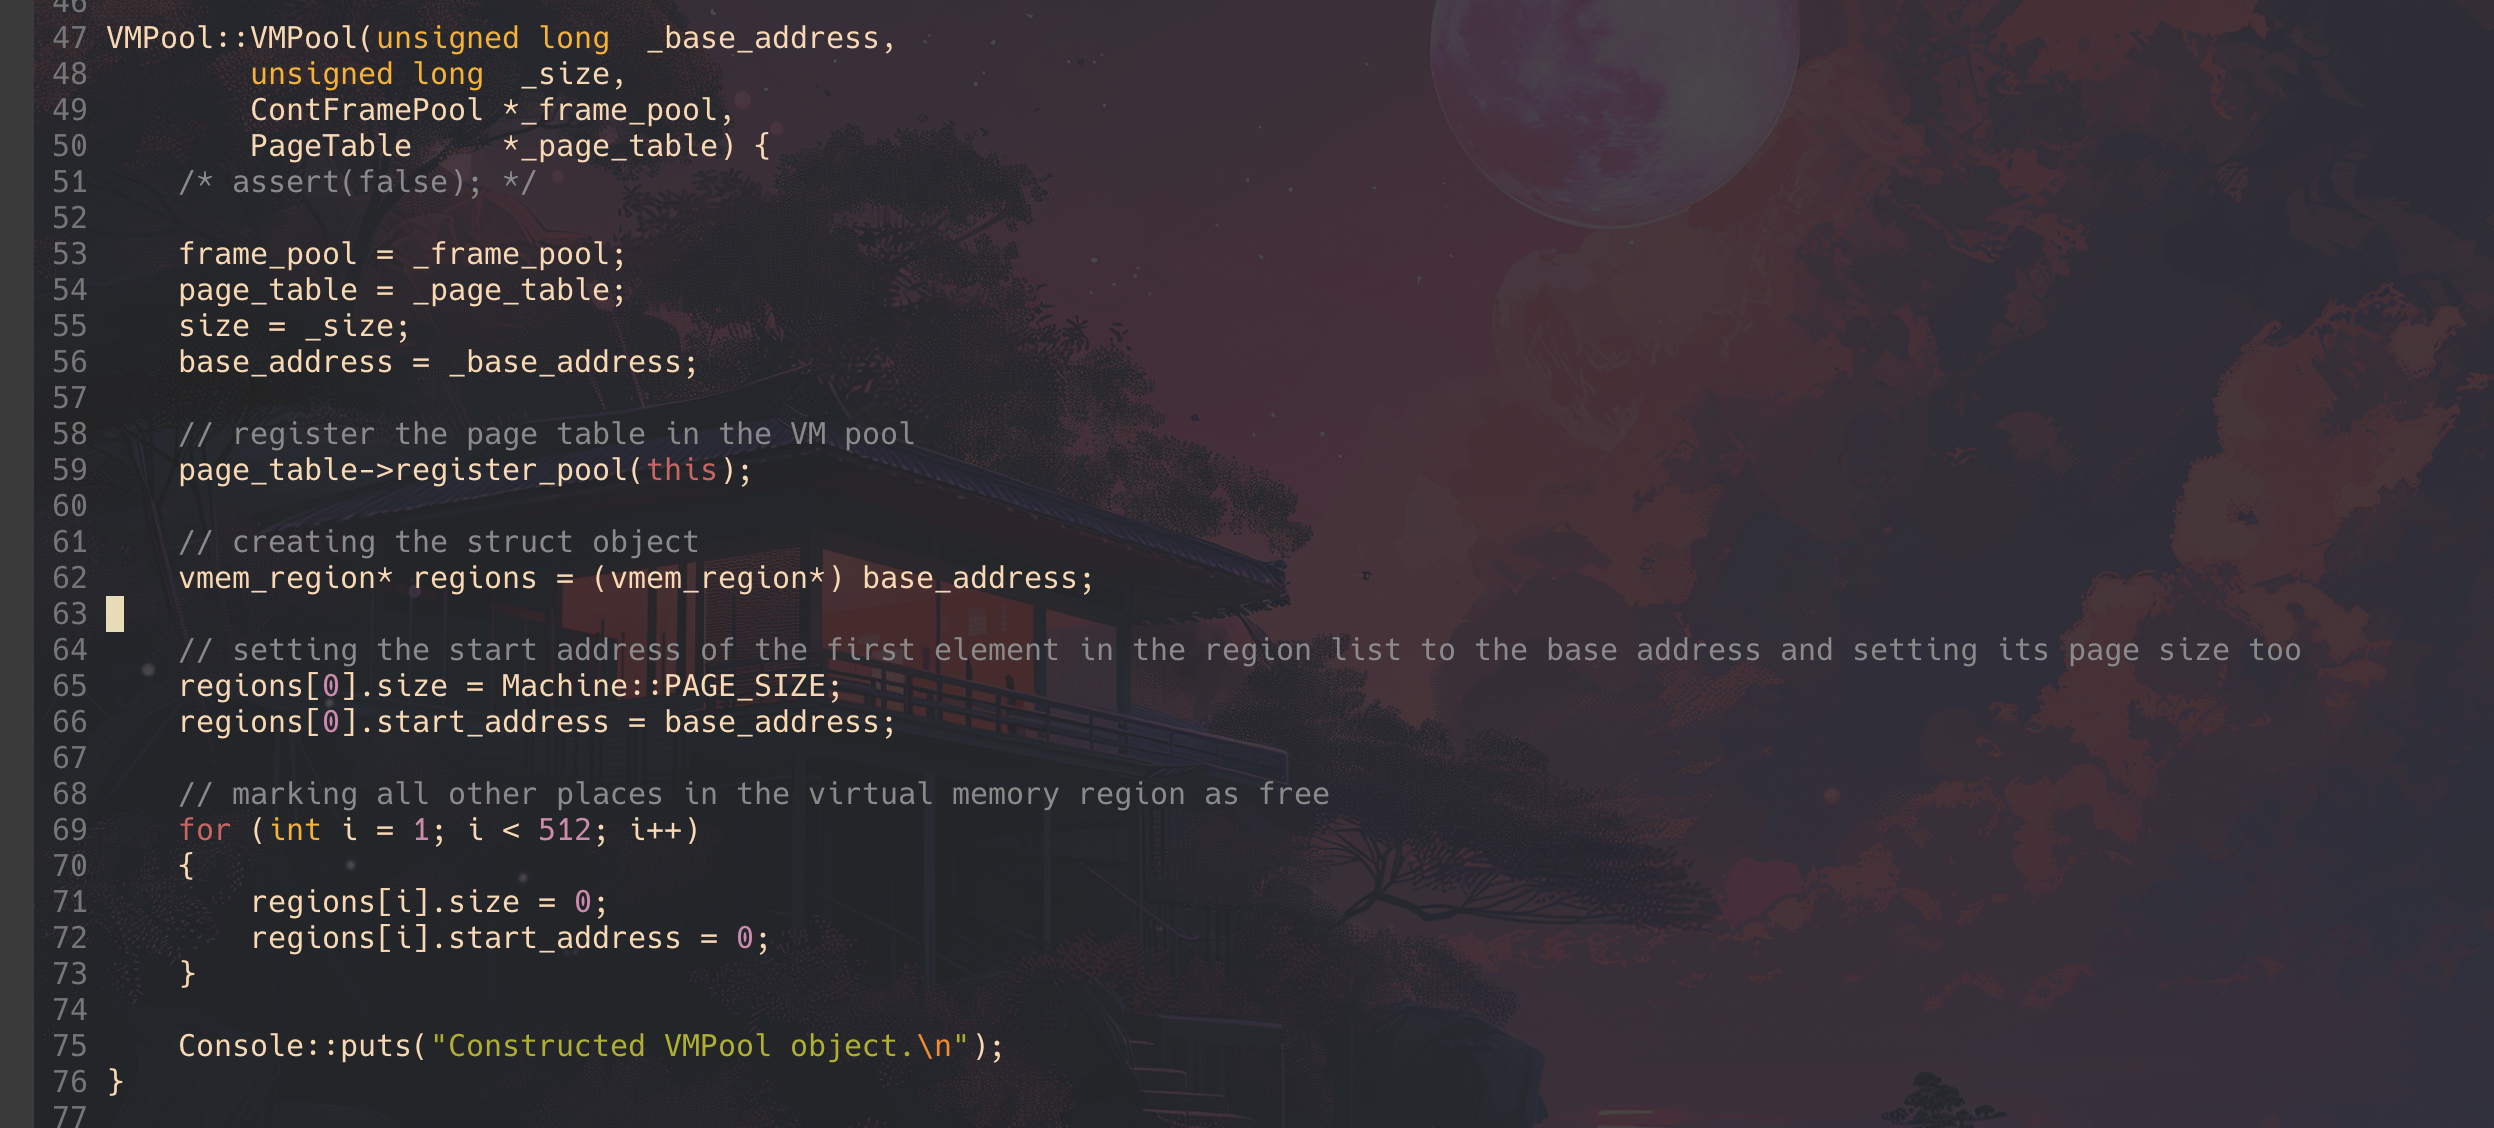 46
47 VMPool::VMPool(unsigned long  _base_address,
48         unsigned long  _size,
49         ContFramePool *_frame_pool,
50         PageTable     *_page_table) {
51     /* assert(false); */
52
53     frame_pool = _frame_pool;
54     page_table = _page_table;
55     size = _size;
56     base_address = _base_address;
57
58     // register the page table in the VM pool
59     page_table->register_pool(this);
60
61     // creating the struct object
62     vmem_region* regions = (vmem_region*) base_address;
63
64     // setting the start address of the first element in the region list to the base address and setting its page size too
65     regions[0].size = Machine::PAGE_SIZE;
66     regions[0].start_address = base_address;
67
68     // marking all other places in the virtual memory region as free
69     for (int i = 1; i < 512; i++)
70     {
71         regions[i].size = 0;
72         regions[i].start_address = 0;
73     }
74
75     Console::puts("Constructed VMPool object.\n");
76 }
77